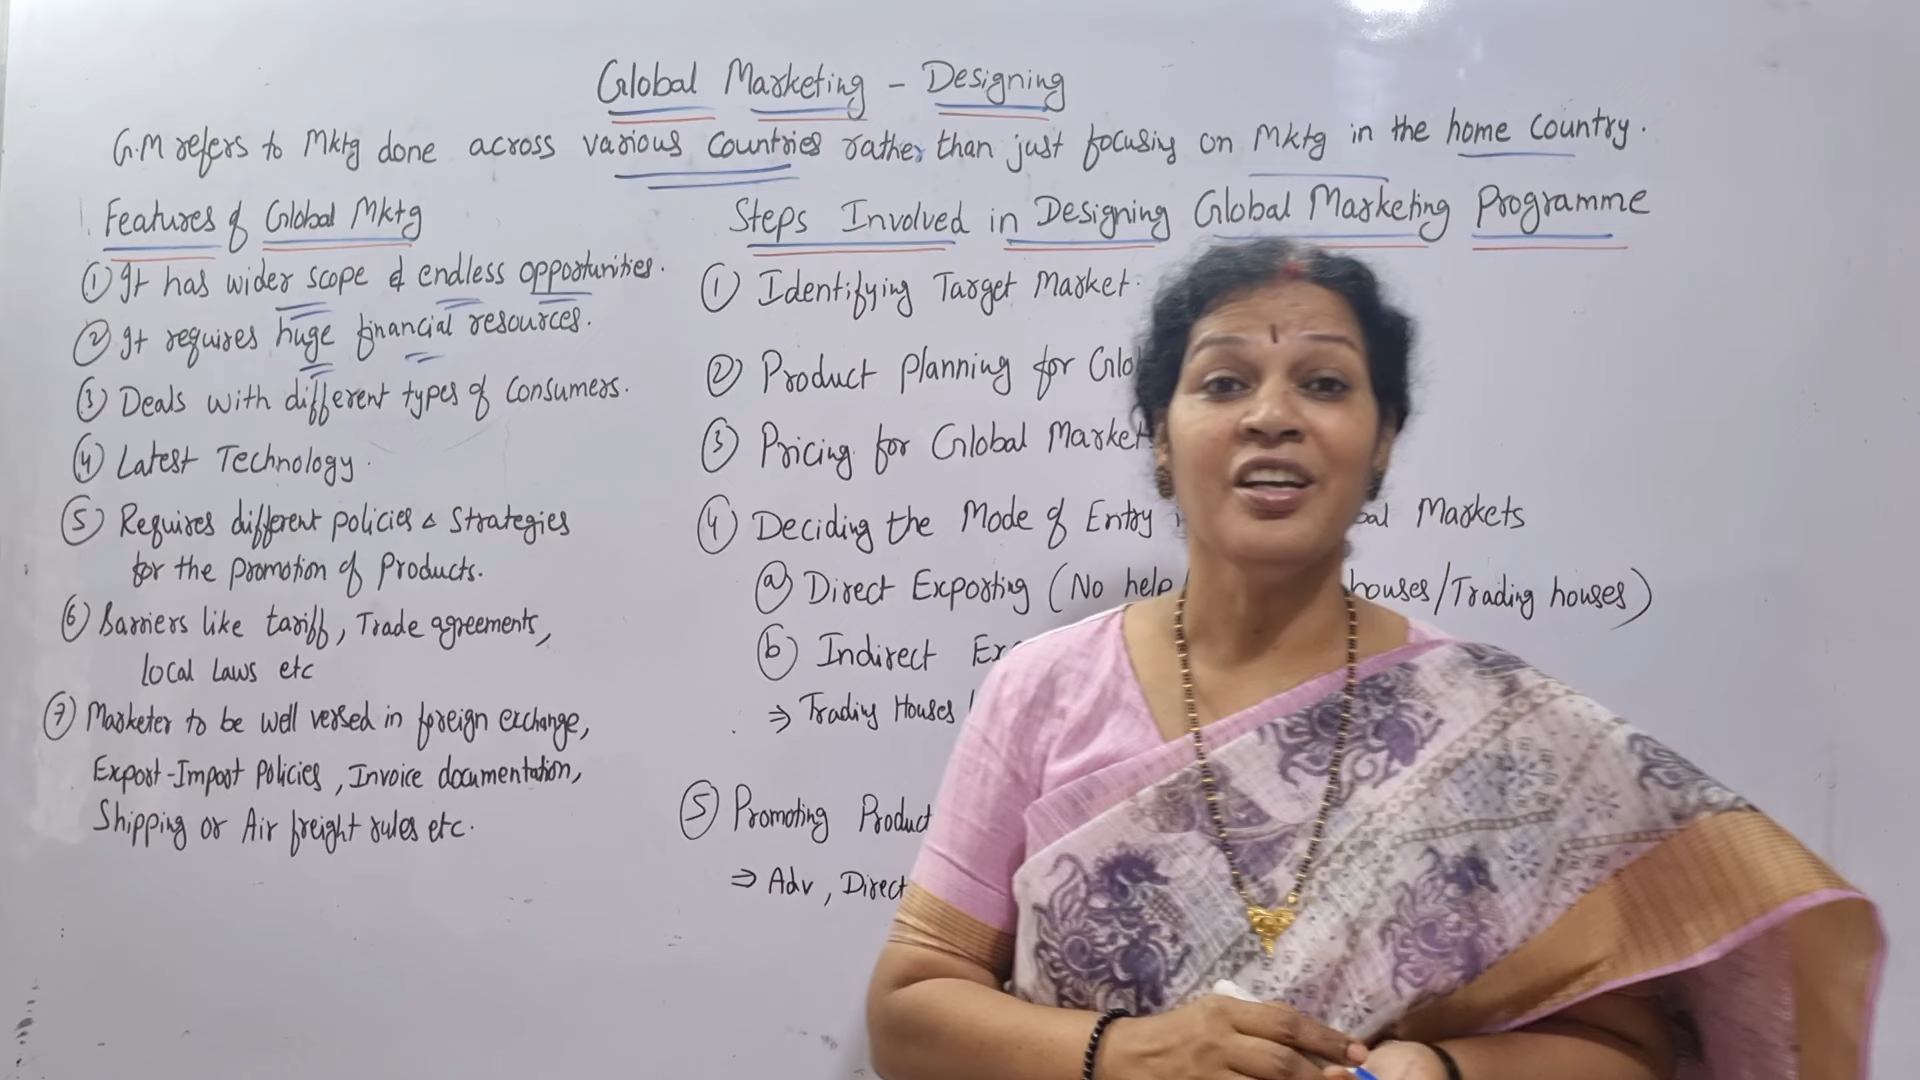 Global Marketing - Designing
G.M refers to Mktg done across various countries rather than just focusing on Mktg in the home country.
Features of Global Mktg
① It has wider scope & endless opportunities.
② It requires huge financial resources.
③ Deals with different types of consumers.
④ Latest Technology.
⑤ Requires different policies & strategies
for the promotion of products.
⑥ Barriers like tariff, Trade agreements,
local laws etc
⑦ Marketer to be well versed in foreign exchange,
Export-Import policies, Invoice documentation,
Shipping or Air freight rules etc.
Steps Involved in Designing Global Marketing Programme
① Identifying Target Market.
② Product planning for
③ Pricing for Global Market
④ Deciding the Mode of Entry Markets
ⓐ Direct Exporting (No help houses/Trading houses)
ⓑ Indirect
⇒ Trading Houses
⑤ Promoting Product
⇒ Adv, Direct